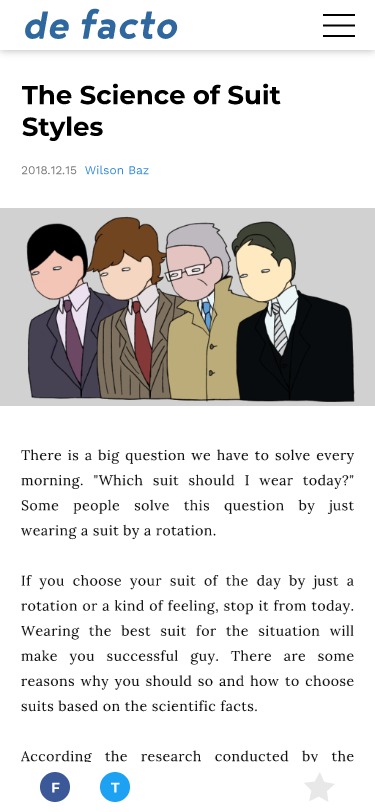 de facto
The Science of Suit
Styles
2018.12.15 Wilson Baz
There is a big question we have to solve every
morning. "Which suit should I wear today?"
Some people solve this question by just
wearing a suit by a rotation.
If you choose your suit of the day by just a
rotation or a kind of feeling, stop it from today.
Wearing the best suit for the situation will
make you successful guy. There are some
reasons why you should so and how to choose
suits based on the scientific facts.
According the research conducted by the
F T